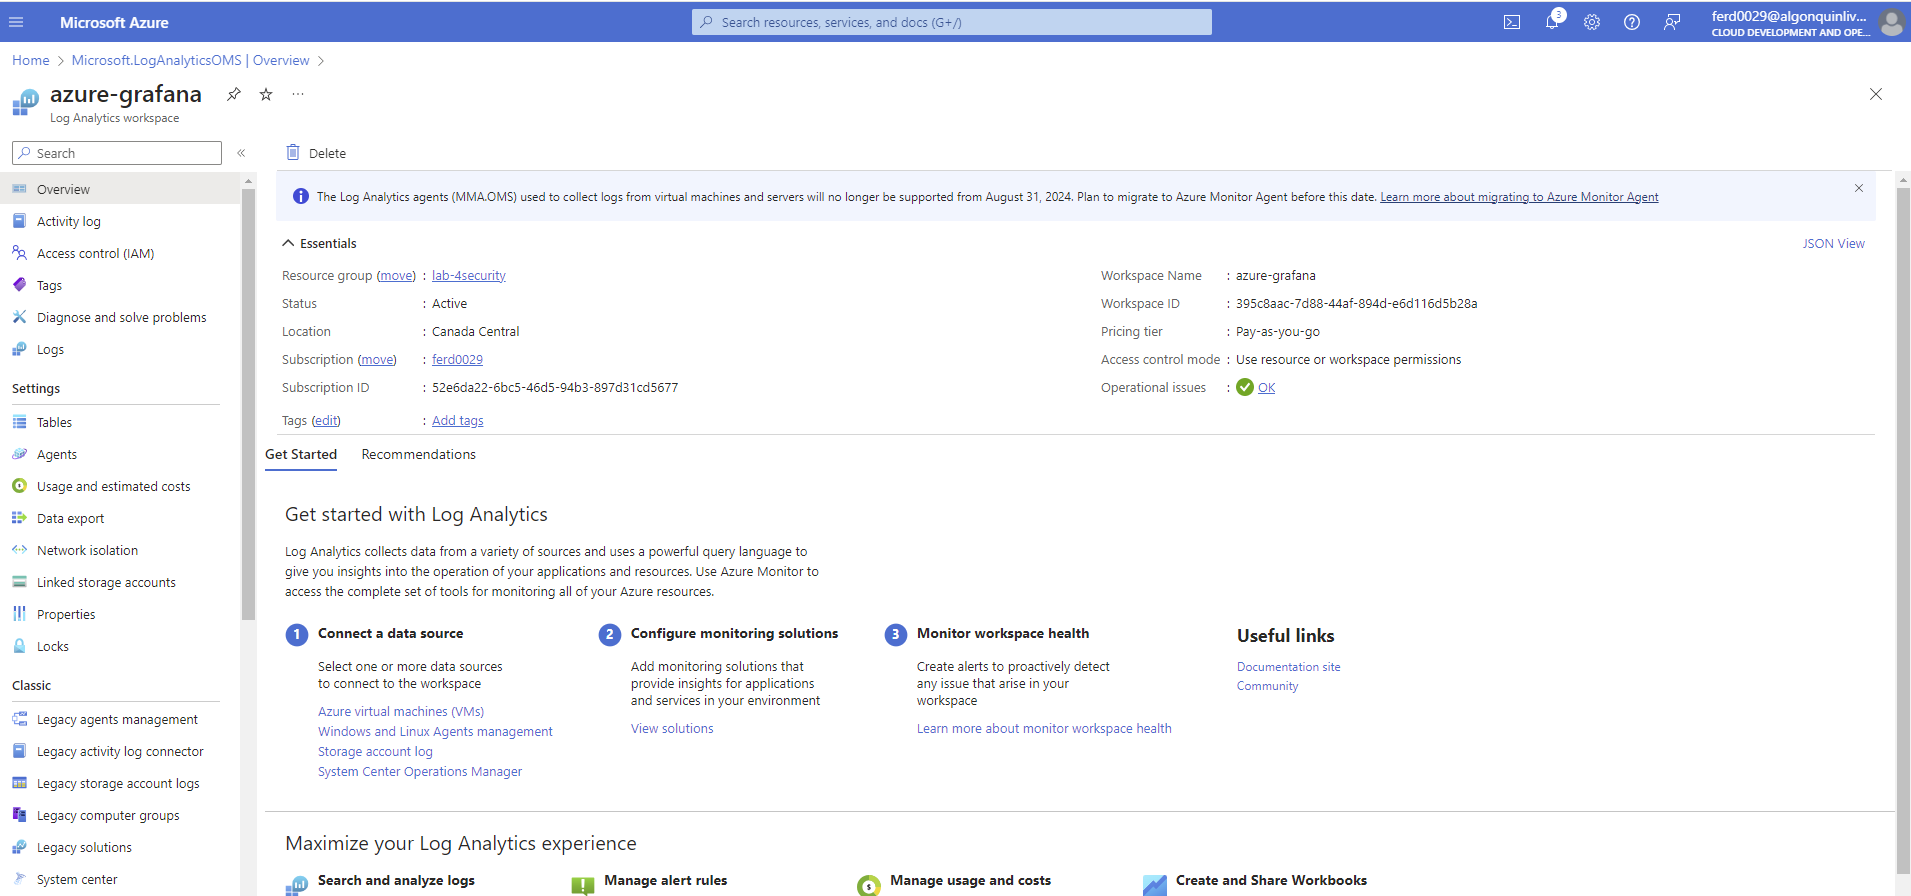 Microsoft Azure
Search resources, services, and docs (G+/)
3
ferd0029@algonquinliv...
CLOUD DEVELOPMENT AND OPE...
Home > Microsoft.LogAnalyticsOMS | Overview >
azure-grafana
Log Analytics workspace
Search
Overview
Activity log
Access control (IAM)
Tags
Diagnose and solve problems
Logs
Settings
Tables
Agents
Usage and estimated costs
Data export
Network isolation
Linked storage accounts
Properties
Locks
Classic
Legacy agents management
Legacy activity log connector
Legacy storage account logs
Legacy computer groups
Legacy solutions
System center
Delete
The Log Analytics agents (MMA,OMS) used to collect logs from virtual machines and servers will no longer be supported from August 31, 2024. Plan to migrate to Azure Monitor Agent before this date. Learn more about migrating to Azure Monitor Agent
Essentials
JSON View
Resource group (move) : lab-4security
Status : Active
Location : Canada Central
Subscription (move) : ferd0029
Subscription ID : 52e6da22-6bc5-46d5-94b3-897d31cd5677
Tags (edit) : Add tags
Workspace Name : azure-grafana
Workspace ID : 395c8aac-7d88-44af-894d-e6d116d5b28a
Pricing tier : Pay-as-you-go
Access control mode : Use resource or workspace permissions
Operational issues : OK
Get Started Recommendations
Get started with Log Analytics
Log Analytics collects data from a variety of sources and uses a powerful query language to
give you insights into the operation of your applications and resources. Use Azure Monitor to
access the complete set of tools for monitoring all of your Azure resources.
1 Connect a data source
Select one or more data sources
to connect to the workspace
Azure virtual machines (VMs)
Windows and Linux Agents management
Storage account log
System Center Operations Manager
2 Configure monitoring solutions
Add monitoring solutions that
provide insights for applications
and services in your environment
View solutions
3 Monitor workspace health
Create alerts to proactively detect
any issue that arise in your
workspace
Learn more about monitor workspace health
Useful links
Documentation site
Community
Maximize your Log Analytics experience
Search and analyze logs
Manage alert rules
Manage usage and costs
Create and Share Workbooks